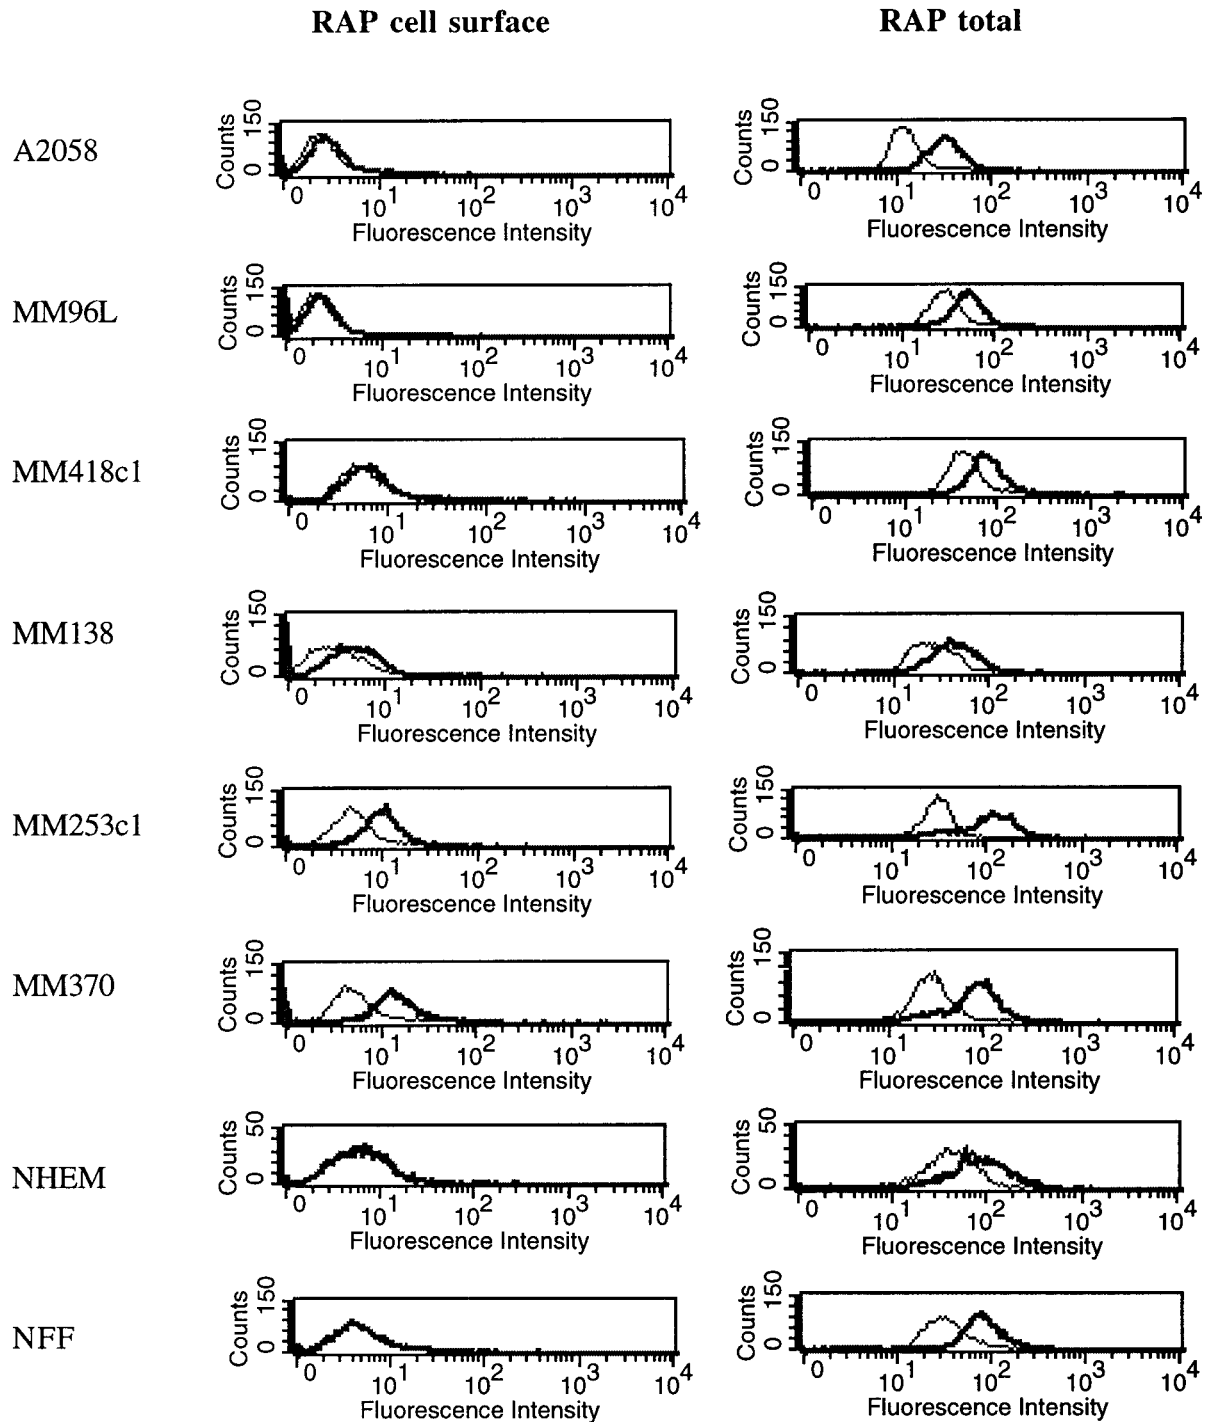 RAP cell surface RAP total
A2058
Counts 0 150 Counts 0 150
0 10^1 10^2 10^3 10^4 0 10^1 10^2 10^3 10^4
Fluorescence Intensity Fluorescence Intensity
MM96L
Counts 0 150 Counts 0 150
0 10^1 10^2 10^3 10^4 0 10^1 10^2 10^3 10^4
Fluorescence Intensity Fluorescence Intensity
MM418c1
Counts 0 150 Counts 0 150
0 10^1 10^2 10^3 10^4 0 10^1 10^2 10^3 10^4
Fluorescence Intensity Fluorescence Intensity
MM138
Counts 0 150 Counts 0 150
0 10^1 10^2 10^3 10^4 0 10^1 10^2 10^3 10^4
Fluorescence Intensity Fluorescence Intensity
MM253c1
Counts 0 150 Counts 0 150
0 10^1 10^2 10^3 10^4 0 10^1 10^2 10^3 10^4
Fluorescence Intensity Fluorescence Intensity
MM370
Counts 0 150 Counts 0 150
0 10^1 10^2 10^3 10^4 0 10^1 10^2 10^3 10^4
Fluorescence Intensity Fluorescence Intensity
NHEM
Counts 0 50 Counts 0 50
0 10^1 10^2 10^3 10^4 0 10^1 10^2 10^3 10^4
Fluorescence Intensity Fluorescence Intensity
NFF
Counts 0 150 Counts 0 150
0 10^1 10^2 10^3 10^4 0 10^1 10^2 10^3 10^4
Fluorescence Intensity Fluorescence Intensity